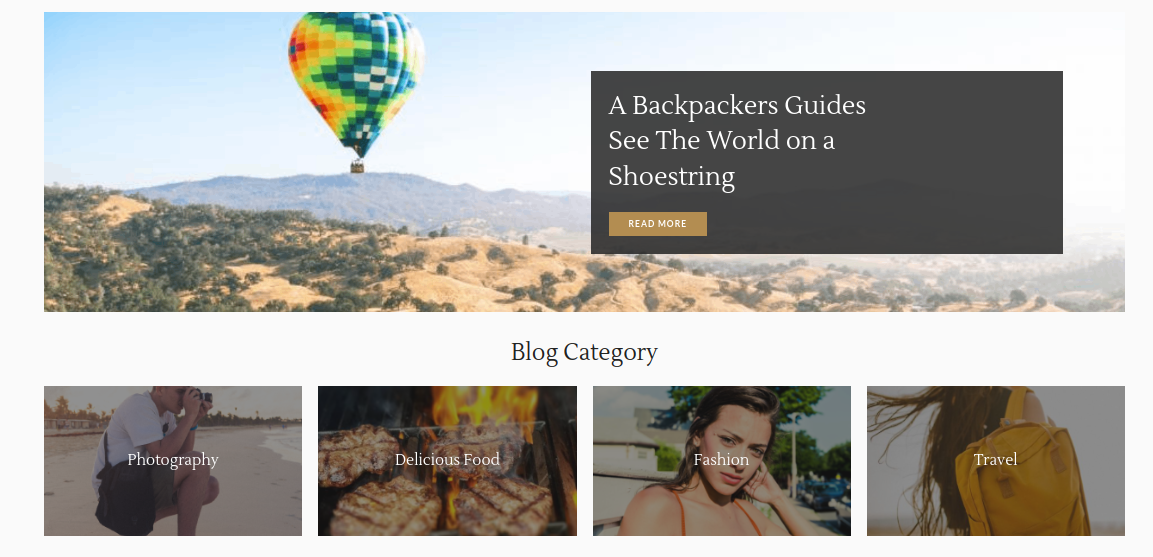 A Backpackers Guides
See The World on a
Shoestring
READ MORE
Blog Category
Photography
Delicious Food
Fashion
Travel